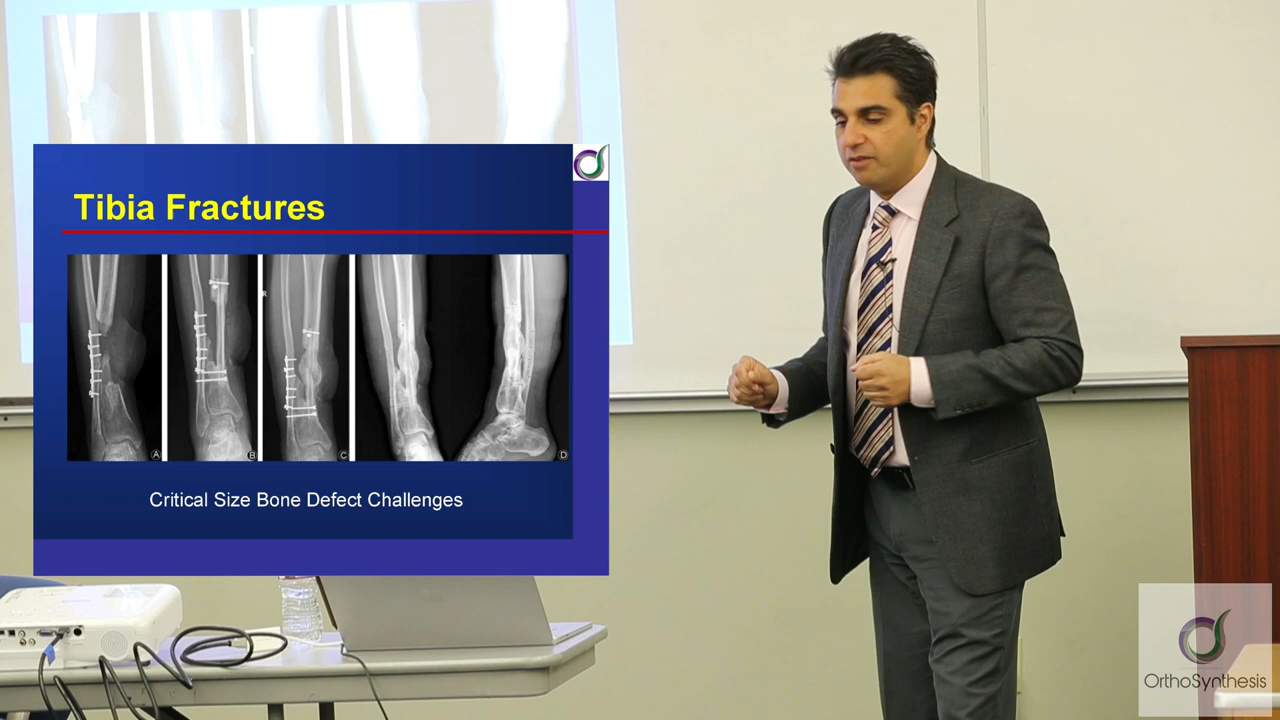 Tibia Fractures
R
A
B
C
D
Critical Size Bone Defect Challenges
OrthoSynthesis